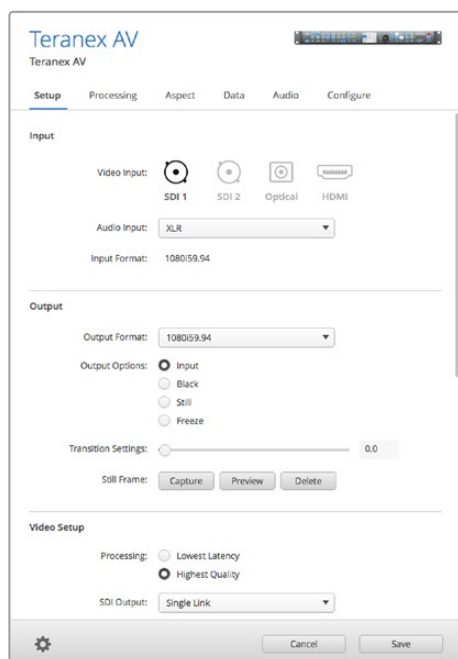 Teranex AV
Teranex AV
Setup Processing Aspect Data Audio Configure
Input
Video Input:
SDI 1 SDI 2 Optical HDMI
Audio Input: XLR
Input Format: 1080i59.94
Output
Output Format: 1080i59.94
Output Options: Input
Black
Still
Freeze
Transition Settings: 0.0
Still Frame: Capture Preview Delete
Video Setup
Processing: Lowest Latency
Highest Quality
SDI Output: Single Link
Cancel Save